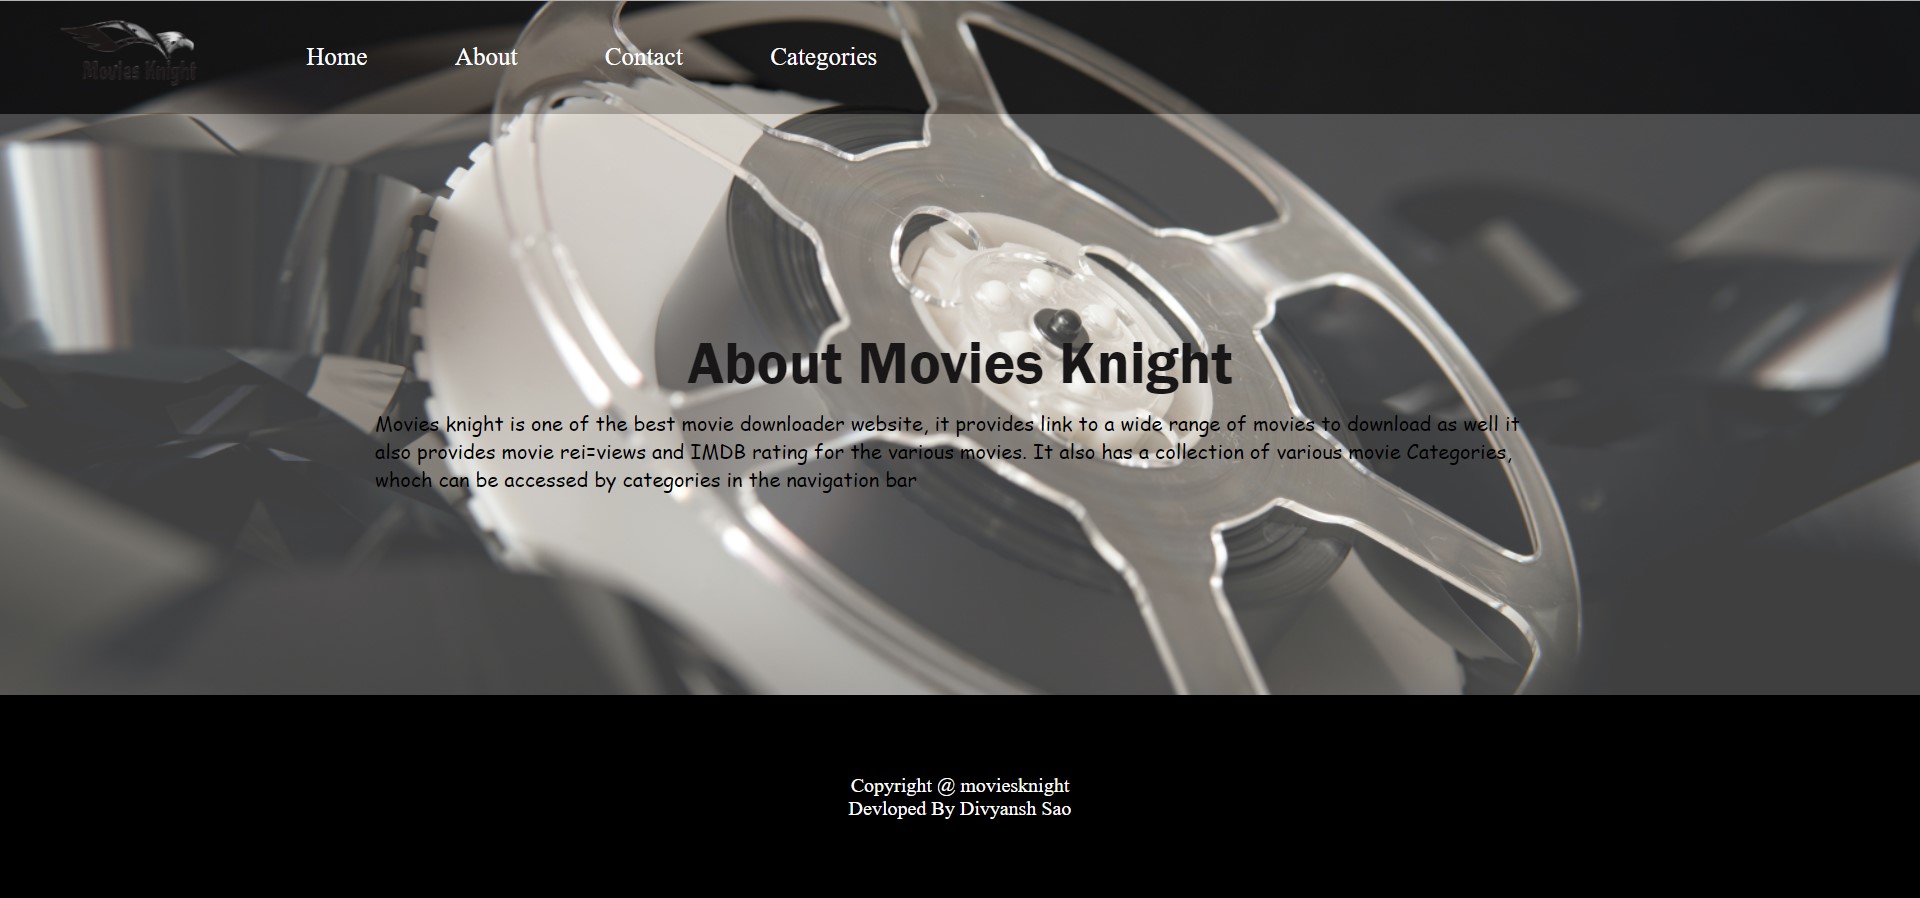 Movies Knight
Home About Contact Categories
About Movies Knight
Movies knight is one of the best movie downloader website, it provides link to a wide range of movies to download as well it
also provides movie rei=views and IMDB rating for the various movies. It also has a collection of various movie Categories,
whoch can be accessed by categories in the navigation bar
Copyright @ moviesknight
Devloped By Divyansh Sao